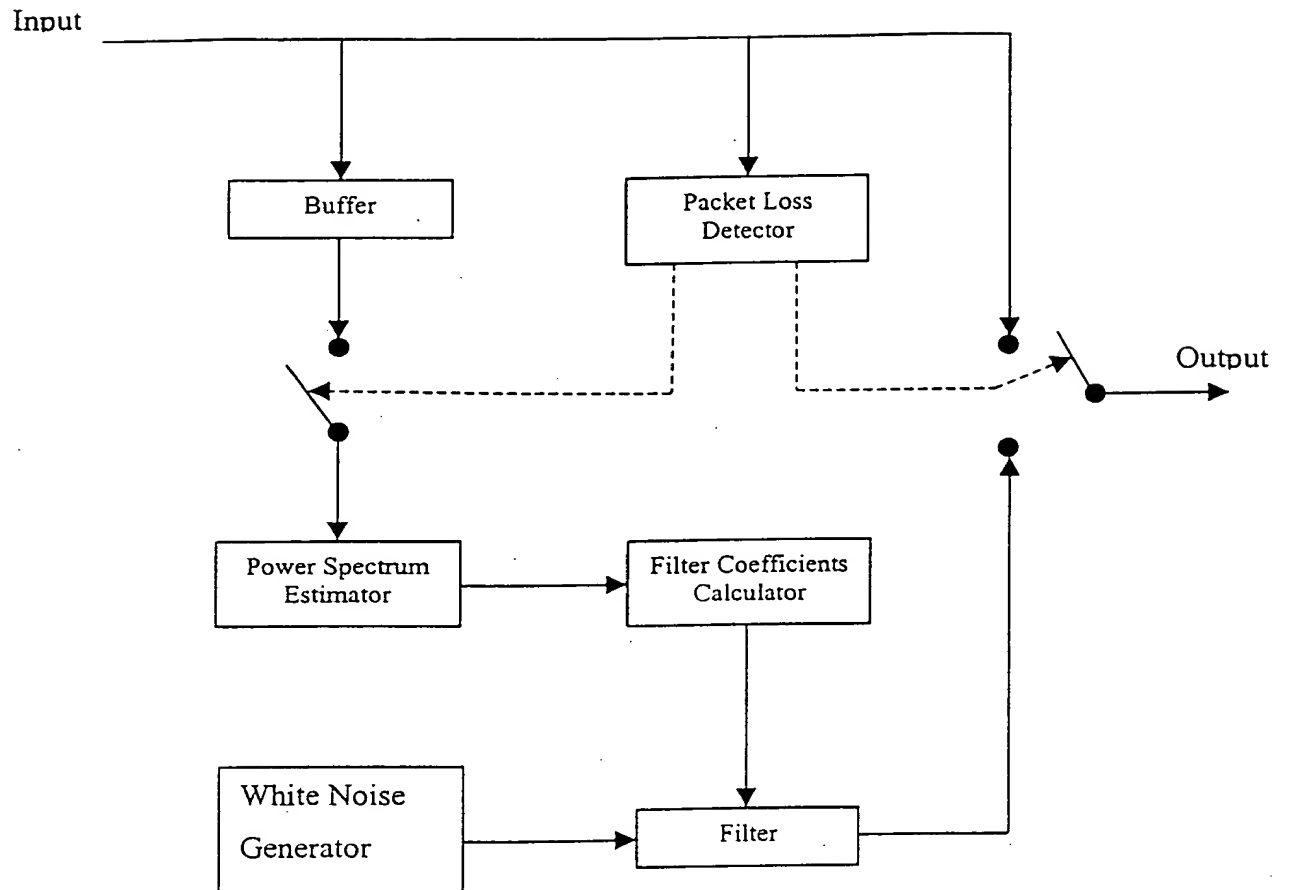 Input
Buffer
Packet Loss
Detector
Output
Power Spectrum
Estimator
Filter Coefficients
Calculator
White Noise
Generator
Filter